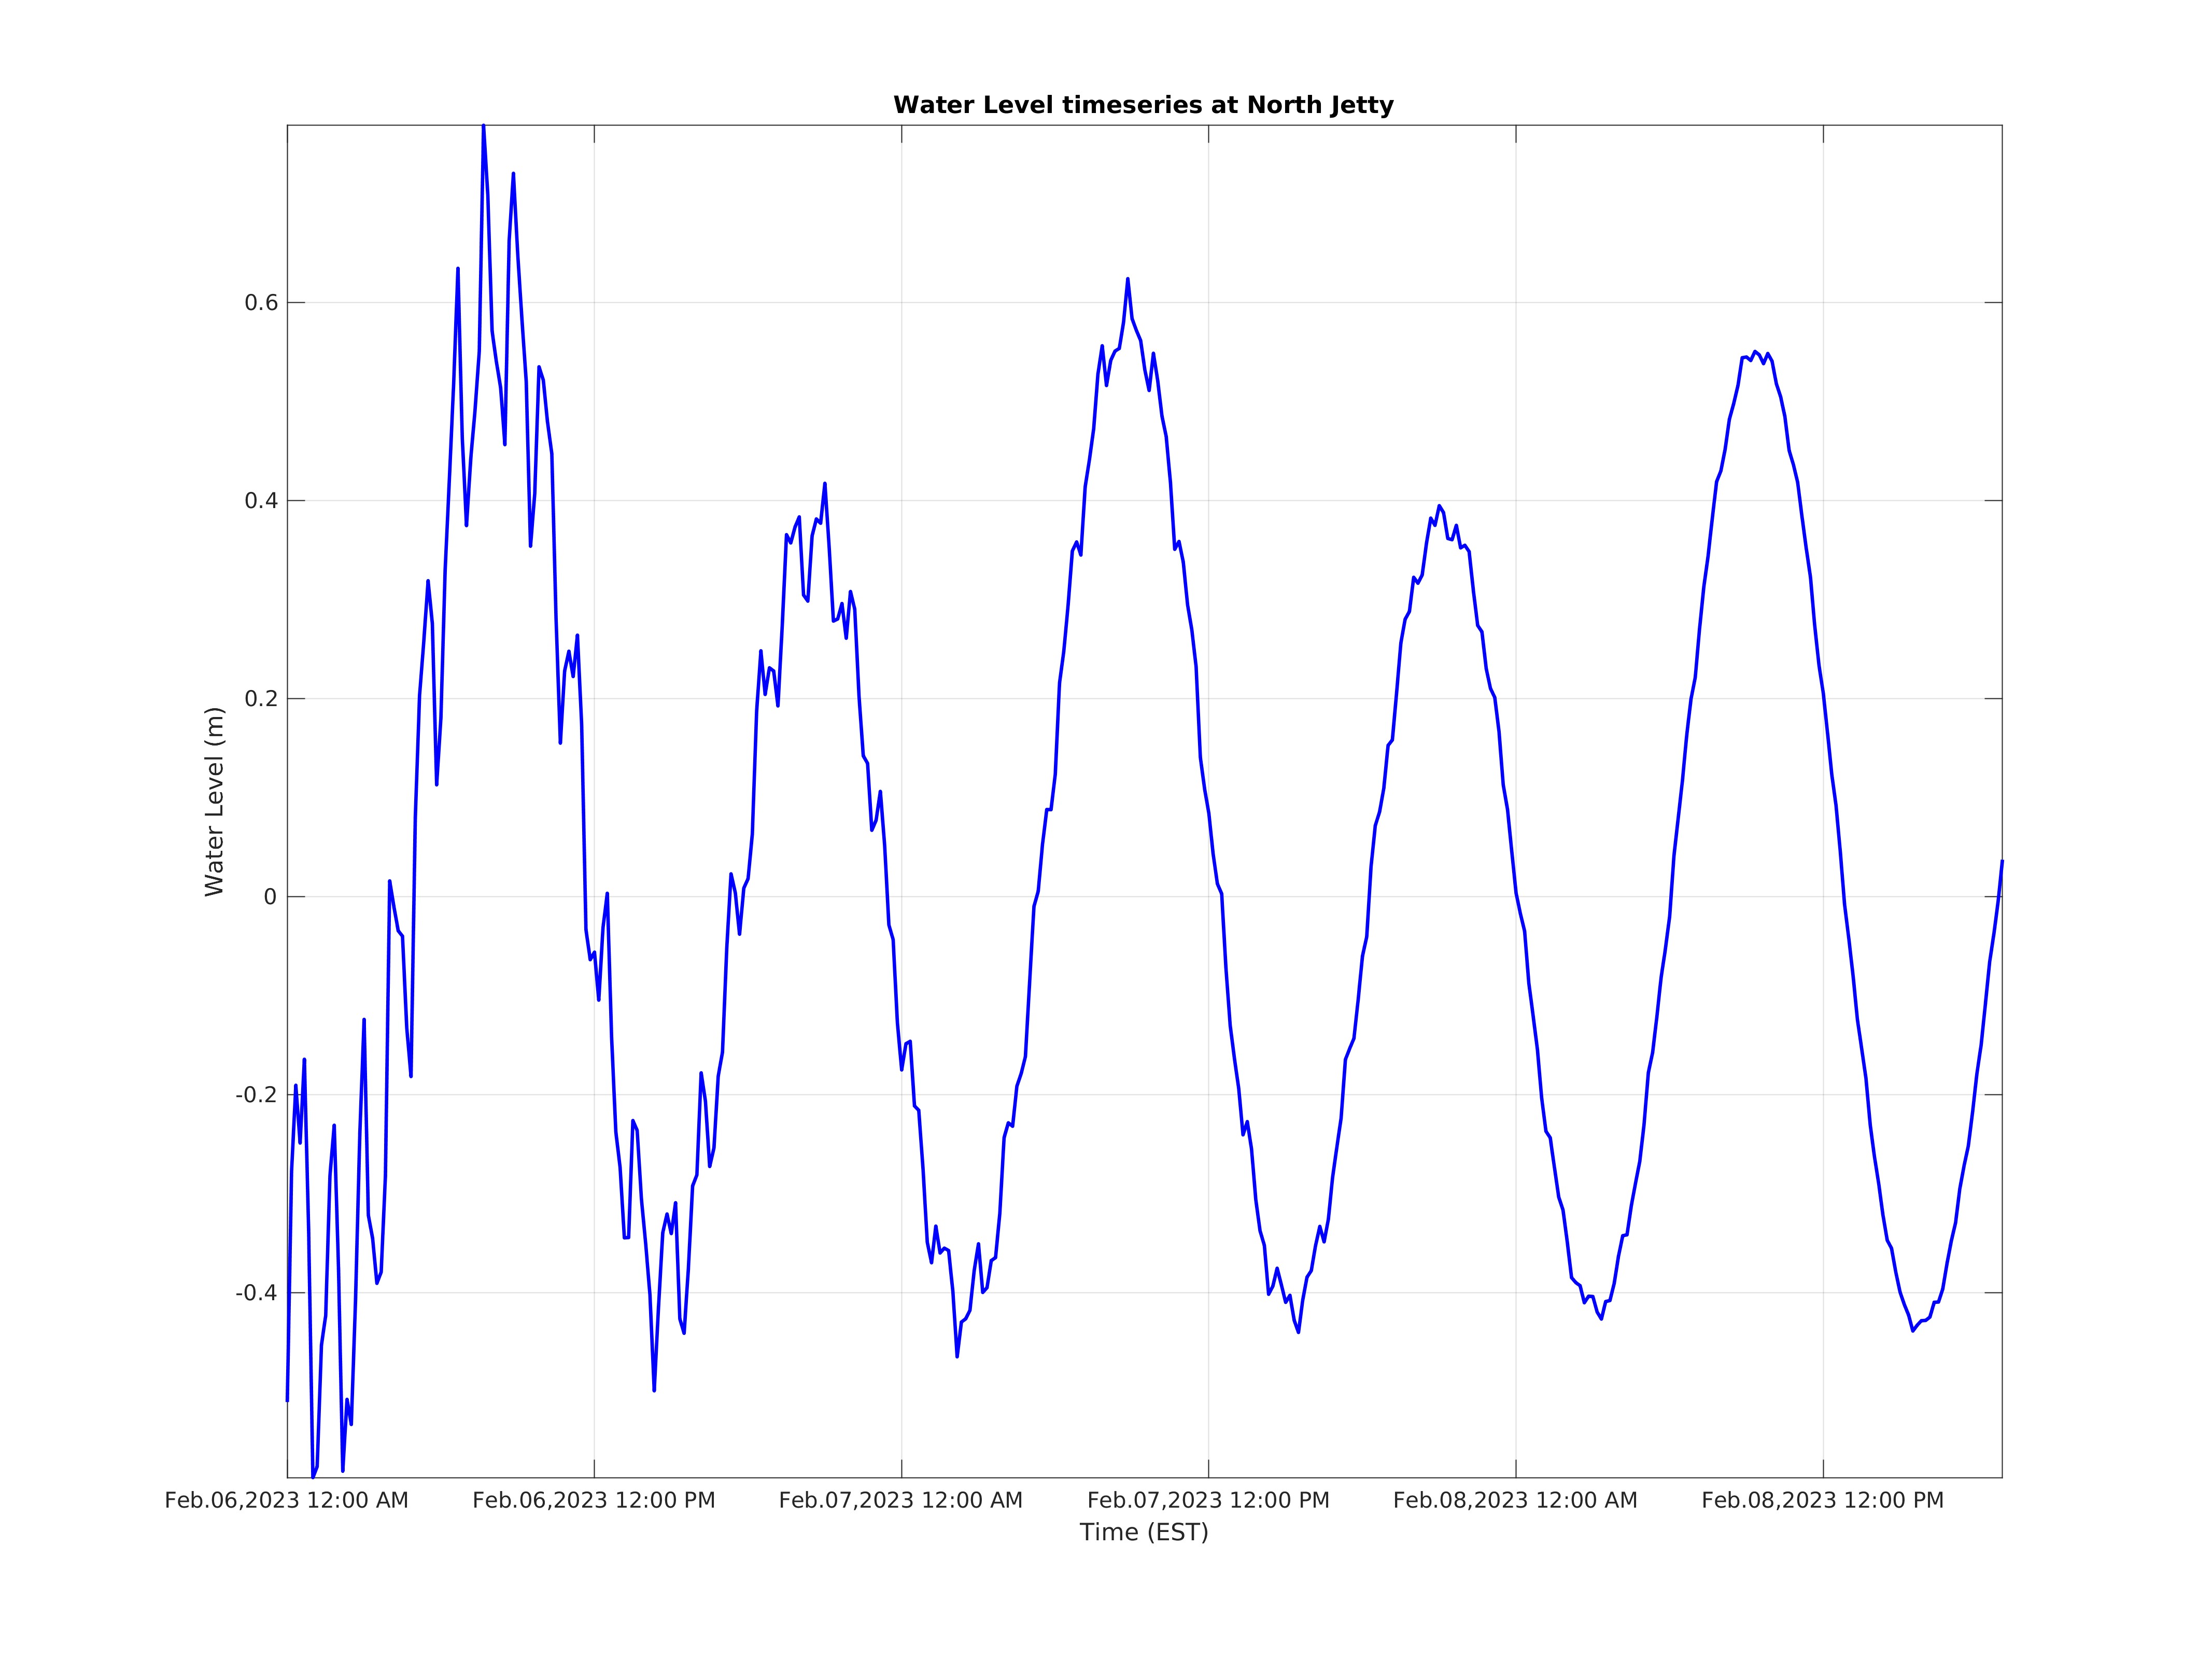 Water Level timeseries at North Jetty
0.6
0.4
0.2
0
-0.2
-0.4
Water Level (m)
Feb.06,2023 12:00 AM Feb.06,2023 12:00 PM Feb.07,2023 12:00 AM Feb.07,2023 12:00 PM Feb.08,2023 12:00 AM Feb.08,2023 12:00 PM
Time (EST)